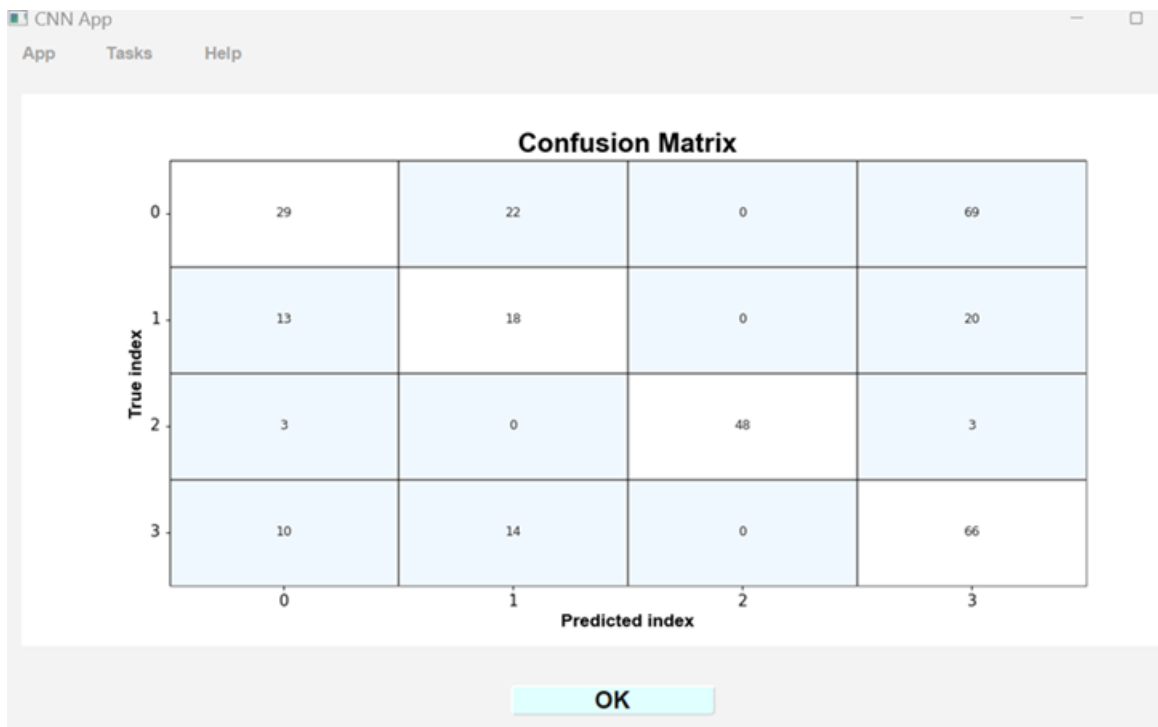 CNN App
App Tasks Help
Confusion Matrix
0 29 22 0 69
1 13 18 0 20
True index
2 3 0 48 3
3 10 14 0 66
0 1 2 3
Predicted index
OK